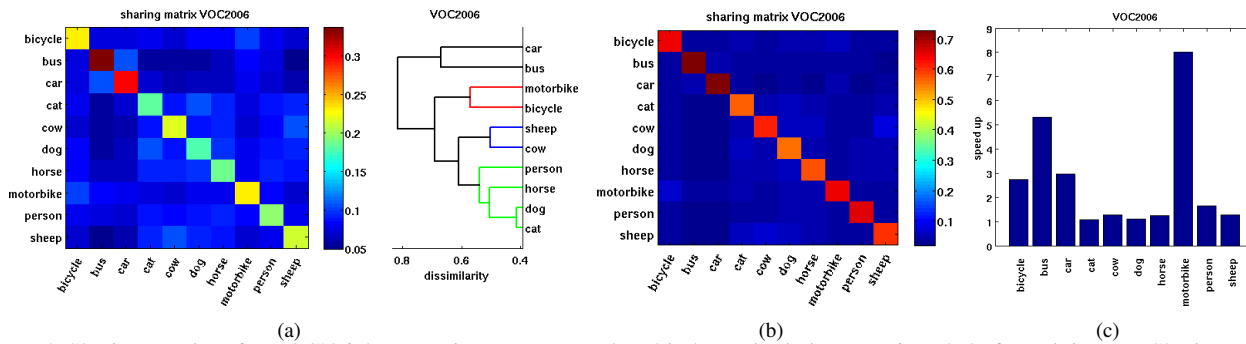 sharing matrix VOC2006
bicycle
bus
car
cat
cow
dog
horse
motorbike
person
sheep
bicycle
bus
car
cat
cow
dog
horse
motorbike
person
sheep
0.3
0.25
0.2
0.15
0.1
0.05
VOC2006
car
bus
motorbike
bicycle
sheep
cow
person
horse
dog
cat
0.8 0.6 0.4
dissimilarity
(a)
sharing matrix VOC2006
bicycle
bus
car
cat
cow
dog
horse
motorbike
person
sheep
bicycle
bus
car
cat
cow
dog
horse
motorbike
person
sheep
0.7
0.6
0.5
0.4
0.3
0.2
0.1
(b)
VOC2006
speed up
9
8
7
6
5
4
3
2
1
0
bicycle
bus
car
cat
cow
dog
horse
motorbike
person
sheep
(c)